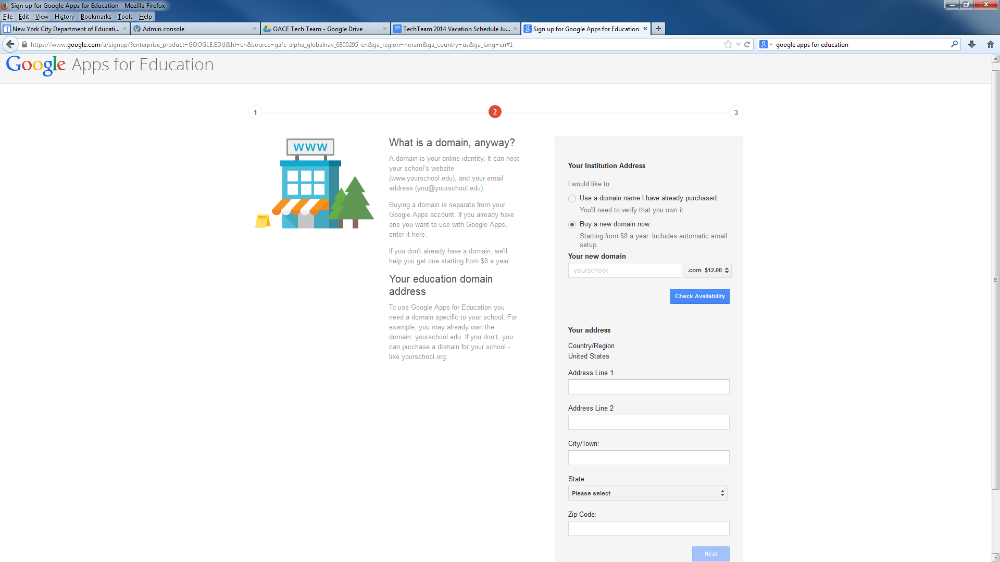 Sign up for Google Apps for Education - Mozilla Firefox
File Edit View History Bookmarks Tools Help
New York City Department of Educati... Admin console OACE Tech Team - Google Drive TechTeam 2014 Vacation Schedule Ju... Sign up for Google Apps for Education
https://www.google.com/a/signup/?enterprise_product=GOOGLE.EDU&hl=en&source=gafe-alpha_globalnav_6800295-en&ga_region=noram&ga_country=us&ga_lang=en#1 google apps for education
Google Apps for Education
1 2 3
WWW
What is a domain, anyway?
A domain is your online identity. It can host
your school's website
(www.yourschool.edu), and your email
address (you@yourschool.edu).
Buying a domain is separate from your
Google Apps account. If you already have
one you want to use with Google Apps,
enter it here.
If you don't already have a domain, we'll
help you get one starting from $8 a year.
Your education domain
address
To use Google Apps for Education you
need a domain specific to your school. For
example, you may already own the
domain: yourschool.edu. If you don't, you
can purchase a domain for your school -
like yourschool.org.
Your Institution Address
I would like to:
Use a domain name I have already purchased.
You'll need to verify that you own it.
Buy a new domain now.
Starting from $8 a year. Includes automatic email
setup.
Your new domain
yourschool .com $12.00
Check Availability
Your address
Country/Region
United States
Address Line 1
Address Line 2
City/Town:
State:
Please select
Zip Code:
Next